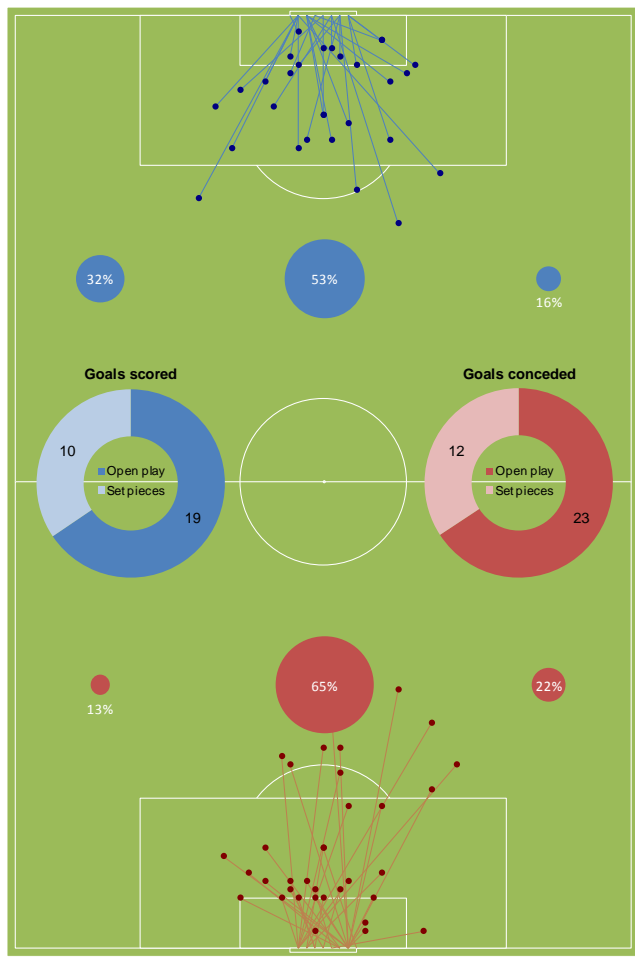 32%
53%
16%
Goals scored
Goals conceded
10
Open play
Set pieces
19
12
Open play
Set pieces
23
13%
65%
22%